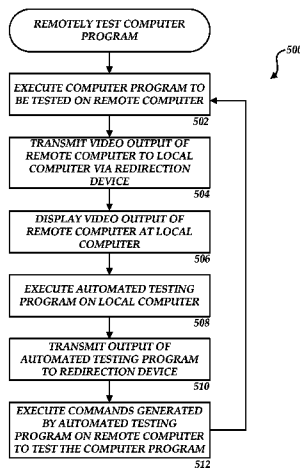 REMOTELY TEST COMPUTER
PROGRAM
500
EXECUTE COMPUTER PROGRAM TO
BE TESTED ON REMOTE COMPUTER
502
TRANSMIT VIDEO OUTPUT OF
REMOTE COMPUTER TO LOCAL
COMPUTER VIA REDIRECTION
DEVICE
504
DISPLAY VIDEO OUTPUT OF
REMOTE COMPUTER AT LOCAL
COMPUTER
506
EXECUTE AUTOMATED TESTING
PROGRAM ON LOCAL COMPUTER
508
TRANSMIT OUTPUT OF
AUTOMATED TESTING PROGRAM
TO REDIRECTION DEVICE
510
EXECUTE COMMANDS GENERATED
BY AUTOMATED TESTING
PROGRAM ON REMOTE COMPUTER
TO TEST THE COMPUTER PROGRAM
512